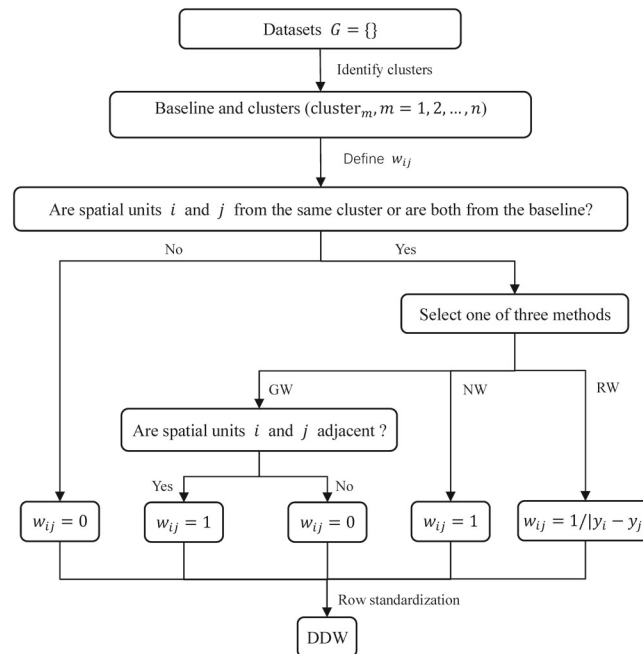 Datasets G = {}
Identify clusters
Baseline and clusters (cluster_m, m = 1, 2, …, n)
Define w_ij
Are spatial units i and j from the same cluster or are both from the baseline?
No
Yes
Select one of three methods
GW
NW
RW
Are spatial units i and j adjacent ?
Yes
No
w_ij = 0
w_ij = 1
w_ij = 0
w_ij = 1
w_ij = 1/|y_i − y_j
Row standardization
DDW